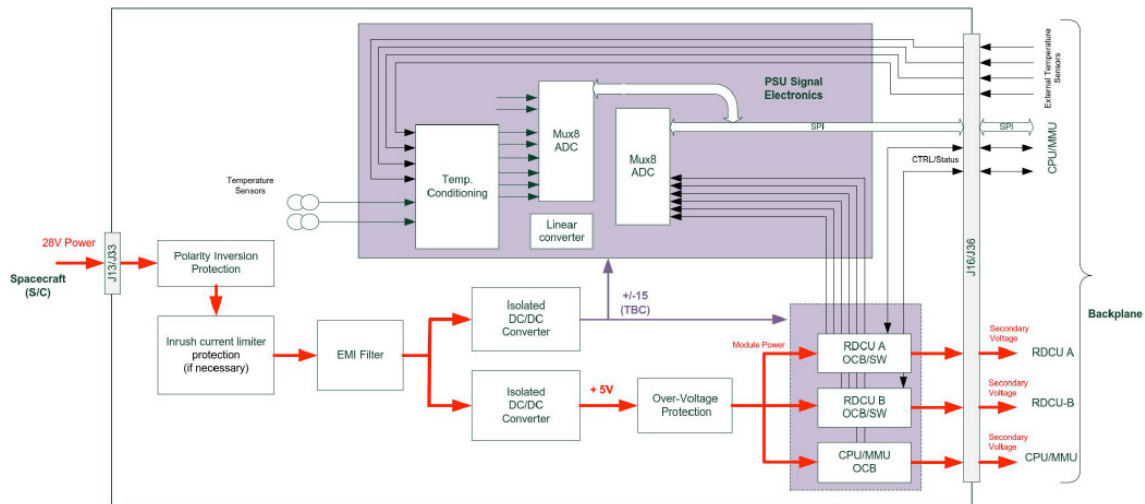 PSU Signal
Electronics
External Temperature
Sensors
Mux8
ADC
Mux8
ADC
SPI
SPI
CTRL/Status
CPU/MMU
Temp.
Conditioning
Temperature
Sensors
Linear
converter
28V Power
J13/J33
Spacecraft
(S/C)
Polarity Inversion
Protection
J16/J36
+/-15
(TBC)
Isolated
DC/DC
Converter
Backplane
Inrush current limiter
protection
(if necessary)
EMI Filter
Module Power
RDCU A
OCB/SW
Secondary
Voltage
RDCU A
Isolated
DC/DC
Converter
+ 5V
Over-Voltage
Protection
RDCU B
OCB/SW
Secondary
Voltage
RDCU-B
CPU/MMU
OCB
Secondary
Voltage
CPU/MMU